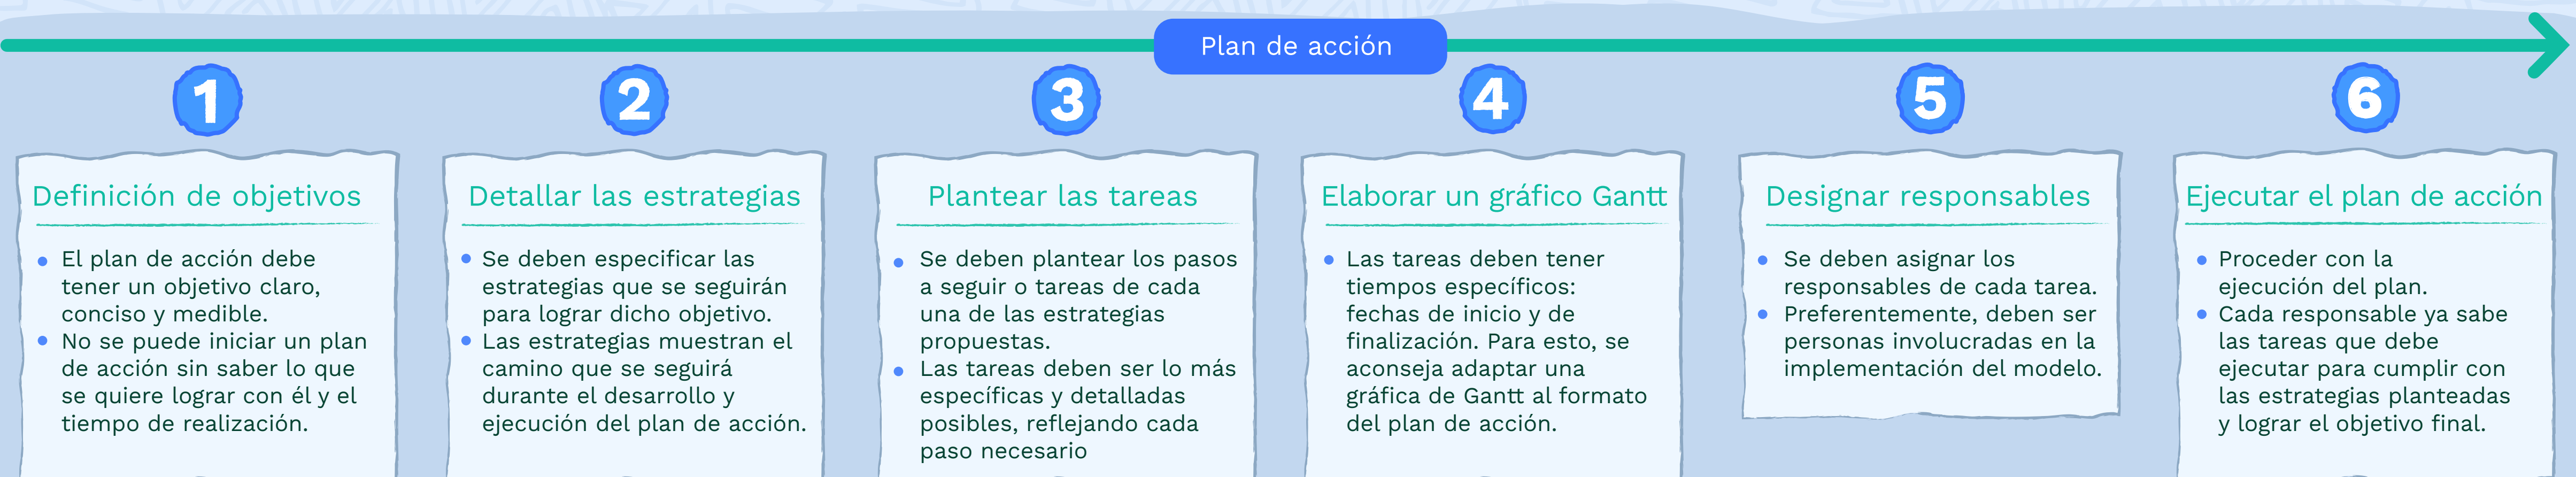 Plan de acción
1
Definición de objetivos
El plan de acción debe
tener un objetivo claro,
conciso y medible.
No se puede iniciar un plan
de acción sin saber lo que
se quiere lograr con él y el
tiempo de realización.
2
Detallar las estrategias
Se deben especificar las
estrategias que se seguirán
para lograr dicho objetivo.
Las estrategias muestran el
camino que se seguirá
durante el desarrollo y
ejecución del plan de acción.
3
Plantear las tareas
Se deben plantear los pasos
a seguir o tareas de cada
una de las estrategias
propuestas.
Las tareas deben ser lo más
específicas y detalladas
posibles, reflejando cada
paso necesario
4
Elaborar un gráfico Gantt
Las tareas deben tener
tiempos específicos:
fechas de inicio y de
finalización. Para esto, se
aconseja adaptar una
gráfica de Gantt al formato
del plan de acción.
5
Designar responsables
Se deben asignar los
responsables de cada tarea.
Preferentemente, deben ser
personas involucradas en la
implementación del modelo.
6
Ejecutar el plan de acción
Proceder con la
ejecución del plan.
Cada responsable ya sabe
las tareas que debe
ejecutar para cumplir con
las estrategias planteadas
y lograr el objetivo final.